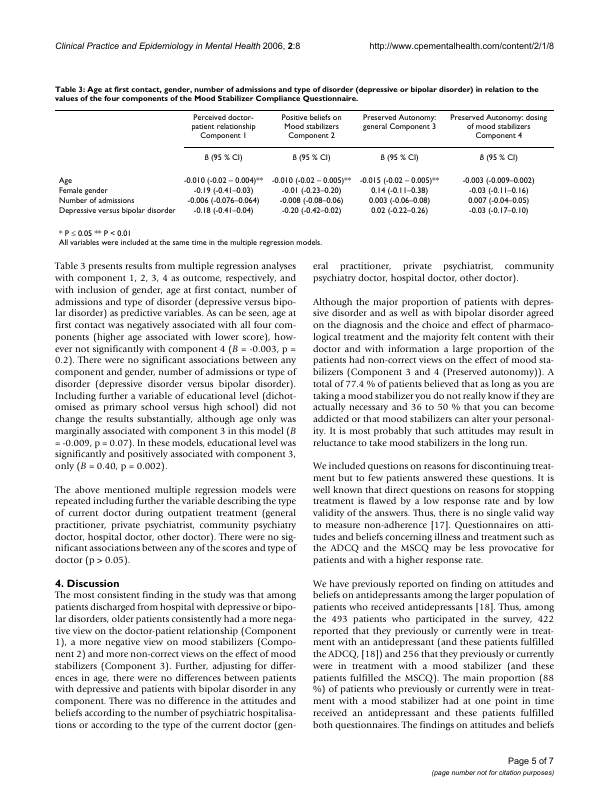 Clinical Practice and Epidemiology in Mental Health 2006, 2:8
http://www.cpementalhealth.com/content/2/1/8
Table 3: Age at first contact, gender, number of admissions and type of disorder (depressive or bipolar disorder) in relation to the
values of the four components of the Mood Stabilizer Compliance Questionnaire.
Perceived doctor-patient relationship Component 1
Positive beliefs on Mood stabilizers Component 2
Preserved Autonomy: general Component 3
Preserved Autonomy: dosing of mood stabilizers Component 4
B (95 % CI) B (95 % CI) B (95 % CI) B (95 % CI)
Age -0.010 (-0.02 – 0.004)** -0.010 (-0.02 -0.005)** -0.015 (-0.02 -0.005)** -0.003 (-0.009–0.002)
Female gender -0.19 (-0.41–0.03) -0.01 (-0.23–0.20) 0.14 (-0.11–0.38) -0.03 (-0.11–0.16)
Number of admissions -0.006 (-0.076–0.064) -0.008 (-0.08–0.06) 0.003 (-0.06–0.08) 0.007 (-0.04–0.05)
Depressive versus bipolar disorder -0.18 (-0.41–0.04) -0.20 (-0.42–0.02) 0.02 (-0.22–0.26) -0.03 (-0.17–0.10)
* P ≤ 0.05 ** P < 0.01
All variables were included at the same time in the multiple regression models.
Table 3 presents results from multiple regression analyses
with component 1, 2, 3, 4 as outcome, respectively, and
with inclusion of gender, age at first contact, number of
admissions and type of disorder (depressive versus bipo-
lar disorder) as predictive variables. As can be seen, age at
first contact was negatively associated with all four com-
ponents (higher age associated with lower score), how-
ever not significantly with component 4 (B = -0.003, p =
0.2). There were no significant associations between any
component and gender, number of admissions or type of
disorder (depressive disorder versus bipolar disorder).
Including further a variable of educational level (dichot-
omised as primary school versus high school) did not
change the results substantially, although age only was
marginally associated with component 3 in this model (B
= -0.009, p = 0.07). In these models, educational level was
significantly and positively associated with component 3,
only (B = 0.40, p = 0.002).
The above mentioned multiple regression models were
repeated including further the variable describing the type
of current doctor during outpatient treatment (general
practitioner, private psychiatrist, community psychiatry
doctor, hospital doctor, other doctor). There were no sig-
nificant associations between any of the scores and type of
doctor (p > 0.05).
4. Discussion
The most consistent finding in the study was that among
patients discharged from hospital with depressive or bipo-
lar disorders, older patients consistently had a more nega-
tive view on the doctor-patient relationship (Component
1), a more negative view on mood stabilizers (Compo-
nent 2) and more non-correct views on the effect of mood
stabilizers (Component 3). Further, adjusting for differ-
ences in age, there were no differences between patients
with depressive and patients with bipolar disorder in any
component. There was no difference in the attitudes and
beliefs according to the number of psychiatric hospitalisa-
tions or according to the type of the current doctor (gen-
eral practitioner, private psychiatrist, community
psychiatry doctor, hospital doctor, other doctor).
Although the major proportion of patients with depres-
sive disorder and as well as with bipolar disorder agreed
on the diagnosis and the choice and effect of pharmaco-
logical treatment and the majority felt content with their
doctor and with information a large proportion of the
patients had non-correct views on the effect of mood sta-
bilizers (Component 3 and 4 (Preserved autonomy)). A
total of 77.4 % of patients believed that as long as you are
taking a mood stabilizer you do not really know if they are
actually necessary and 36 to 50 % that you can become
addicted or that mood stabilizers can alter your personal-
ity. It is most probably that such attitudes may result in
reluctance to take mood stabilizers in the long run.
We included questions on reasons for discontinuing treat-
ment but to few patients answered these questions. It is
well known that direct questions on reasons for stopping
treatment is flawed by a low response rate and by low
validity of the answers. Thus, there is no single valid way
to measure non-adherence [17]. Questionnaires on atti-
tudes and beliefs concerning illness and treatment such as
the ADCQ and the MSCQ may be less provocative for
patients and with a higher response rate.
We have previously reported on finding on attitudes and
beliefs on antidepressants among the larger population of
patients who received antidepressants [18]. Thus, among
the 493 patients who participated in the survey, 422
reported that they previously or currently were in treat-
ment with an antidepressant (and these patients fulfilled
the ADCQ, [18]) and 256 that they previously or currently
were in treatment with a mood stabilizer (and these
patients fulfilled the MSCQ). The main proportion (88
%) of patients who previously or currently were in treat-
ment with a mood stabilizer had at one point in time
received an antidepressant and these patients fulfilled
both questionnaires. The findings on attitudes and beliefs
Page 5 of 7
(page number not for citation purposes)